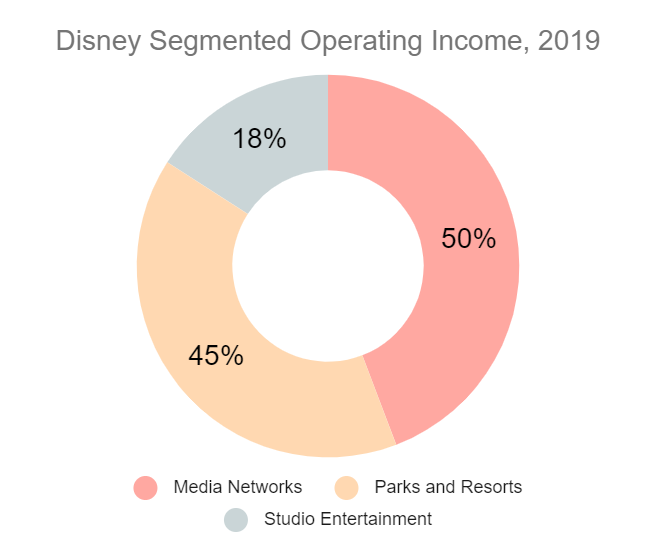 Disney Segmented Operating Income, 2019
18%
50%
45%
Media Networks
Parks and Resorts
Studio Entertainment